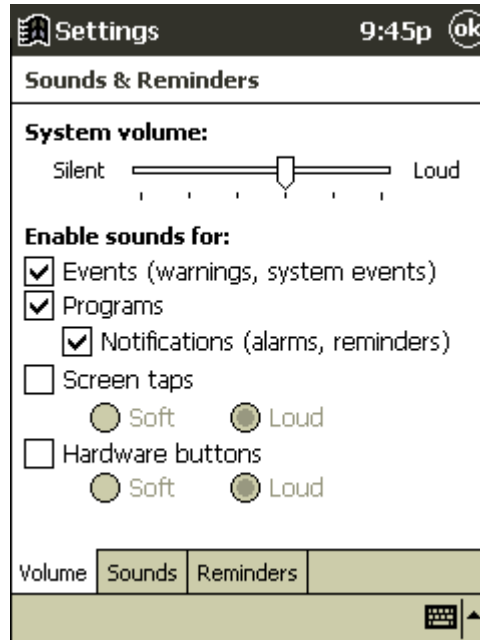 Settings 9:45p ok
Sounds & Reminders
System volume:
Silent Loud
Enable sounds for:
Events (warnings, system events)
Programs
Notifications (alarms, reminders)
Screen taps
Soft Loud
Hardware buttons
Soft Loud
Volume Sounds Reminders